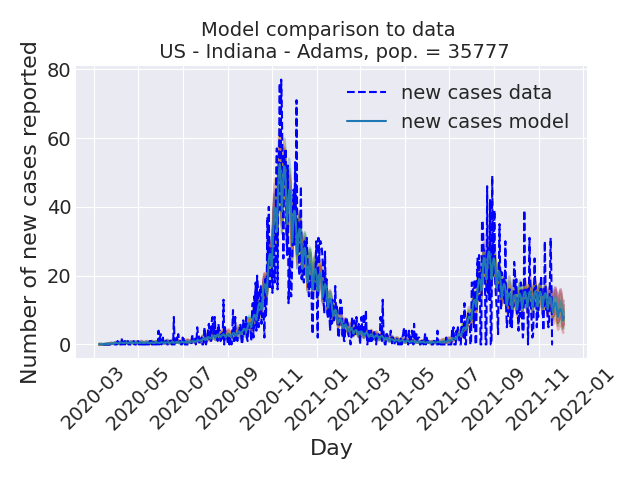 Model comparison to data
US - Indiana - Adams, pop. = 35777
Number of new cases reported
80
60
40
20
0
new cases data
new cases model
2020-03
2020-05
2020-07
2020-09
2020-11
2021-01
2021-03
2021-05
2021-07
2021-09
2021-11
2022-01
Day